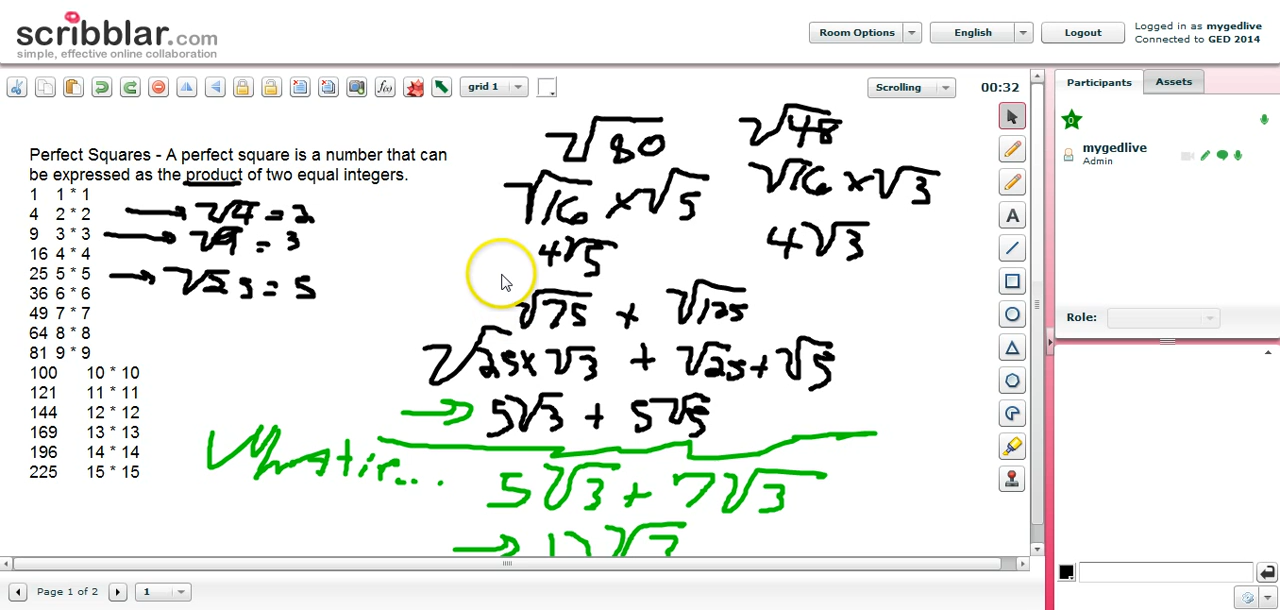 scribblar.com
simple, effective online collaboration
Room Options
English
Logout
Logged in as mygedlive
Connected to GED 2014
f(x)
grid 1
Scrolling
00:32
Participants
Assets
0
mygedlive
Admin
A
Role:
Perfect Squares - A perfect square is a number that can
be expressed as the product of two equal integers.
1 1 * 1
4 2 * 2
9 3 * 3
16 4 * 4
25 5 * 5
36 6 * 6
49 7 * 7
64 8 * 8
81 9 * 9
100 10 * 10
121 11 * 11
144 12 * 12
169 13 * 13
196 14 * 14
225 15 * 15
→ √4 = 2
→ √9 = 3
→ √25 = 5
√80
√16 × √5
4√5
√48
√16 × √3
4√3
√75 + √125
√25 × √3 + √25 + √5
→ 5√3 + 5√5
What if...
5√3 + 7√3
→ 12√3
Page 1 of 2
1